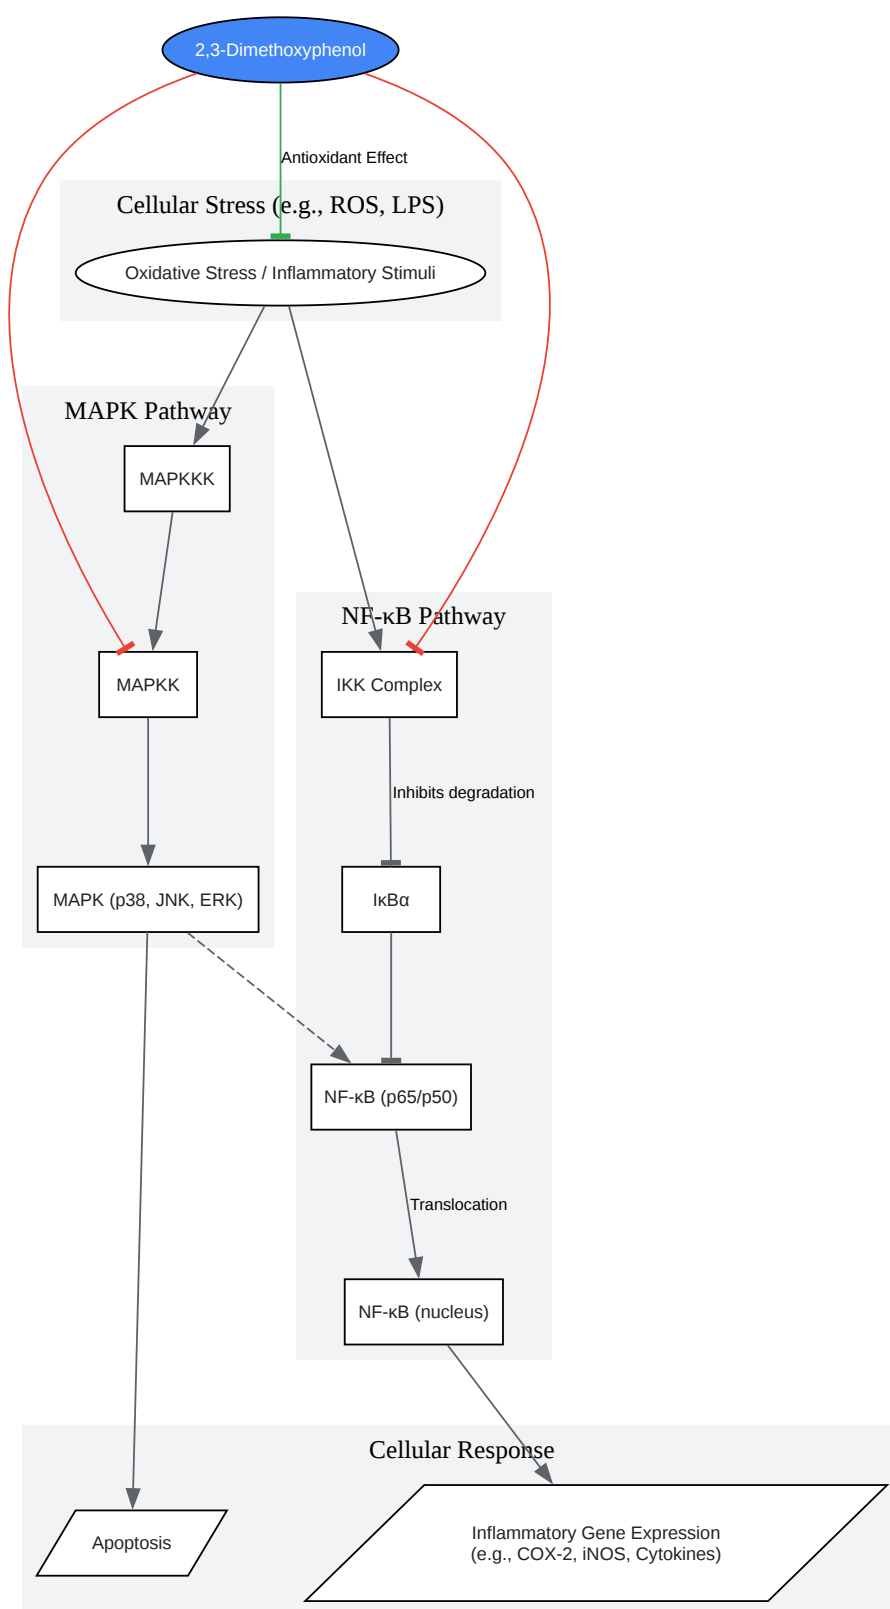 2,3-Dimethoxyphenol
Antioxidant Effect
Cellular Stress (e.g., ROS, LPS)
Oxidative Stress / Inflammatory Stimuli
MAPK Pathway
MAPKKK
NF-κB Pathway
MAPKK
IKK Complex
Inhibits degradation
MAPK (p38, JNK, ERK)
IκBα
NF-κB (p65/p50)
Translocation
NF-κB (nucleus)
Cellular Response
Apoptosis
Inflammatory Gene Expression
(e.g., COX-2, iNOS, Cytokines)